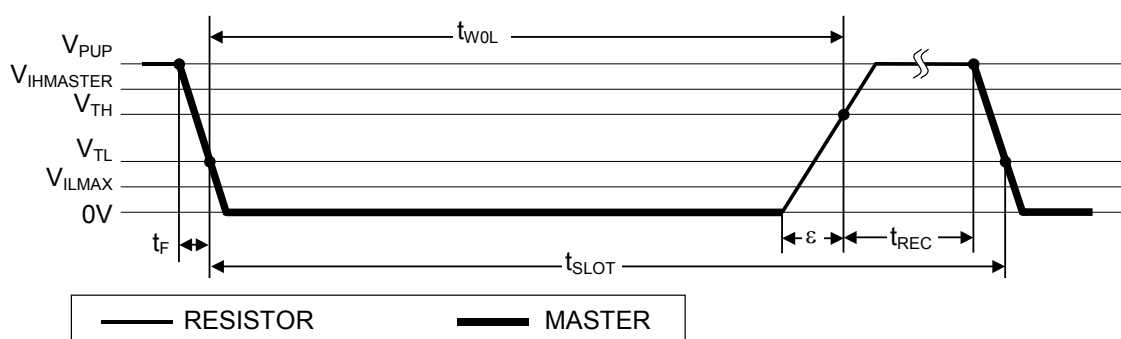 tW0L
VPUP
VIHMASTER
VTH
VTL
VILMAX
0V
tF
ε
tREC
tSLOT
RESISTOR
MASTER